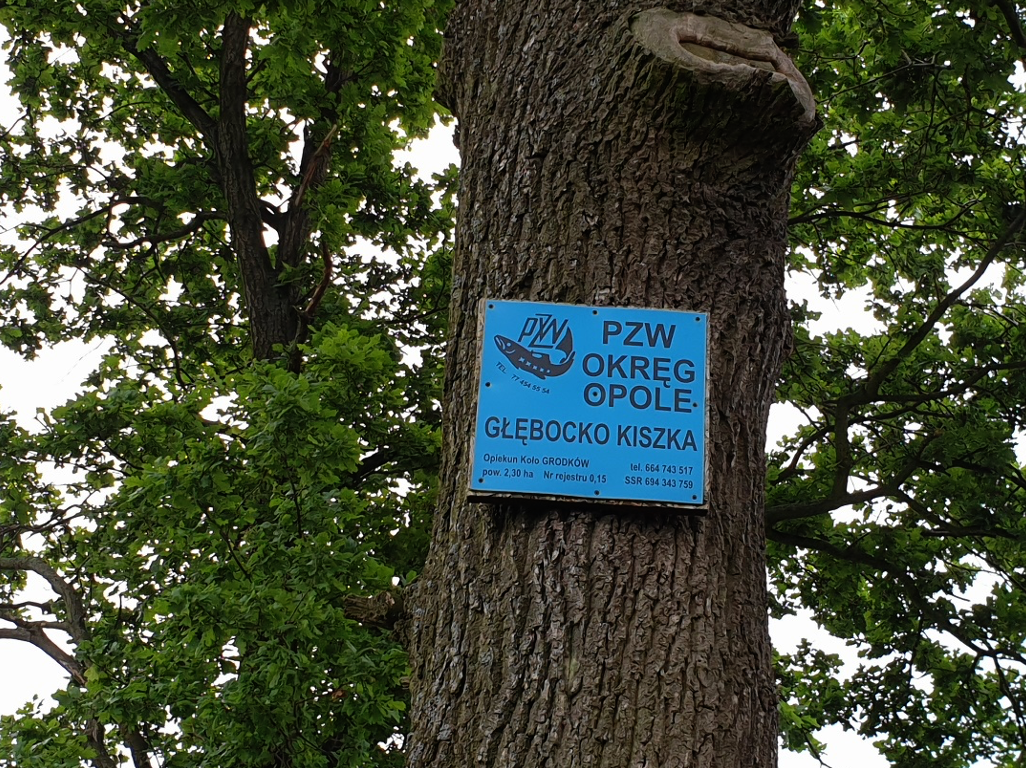 PZW
TEL. 77 454 55 54
PZW
OKRĘG
OPOLE
GŁĘBOCKO KISZKA
Opiekun Koło GRODKÓW
pow. 2,30 ha Nr rejestru 0,15
tel. 664 743 517
SSR 694 343 759